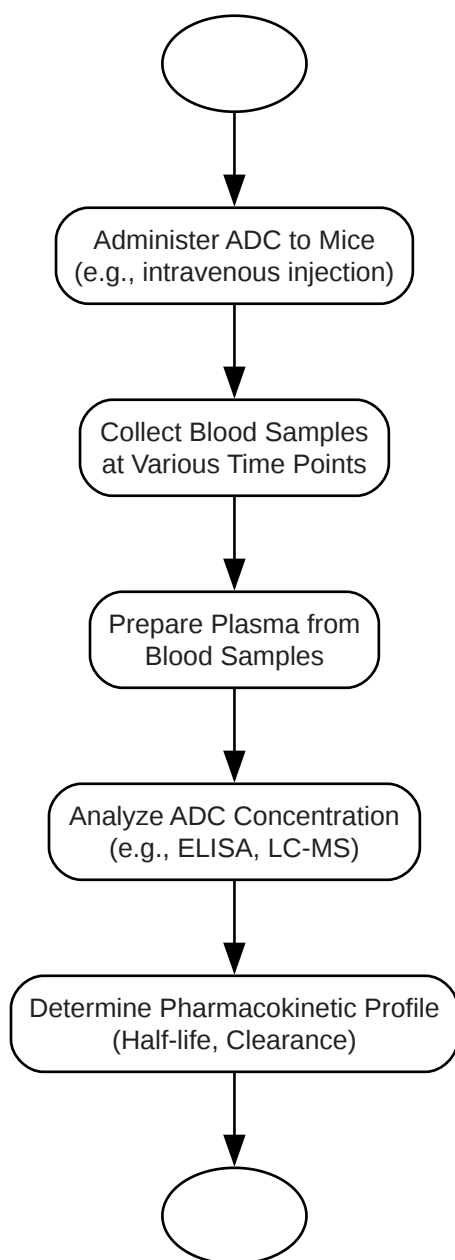 Administer ADC to Mice
(e.g., intravenous injection)
Collect Blood Samples
at Various Time Points
Prepare Plasma from
Blood Samples
Analyze ADC Concentration
(e.g., ELISA, LC-MS)
Determine Pharmacokinetic Profile
(Half-life, Clearance)